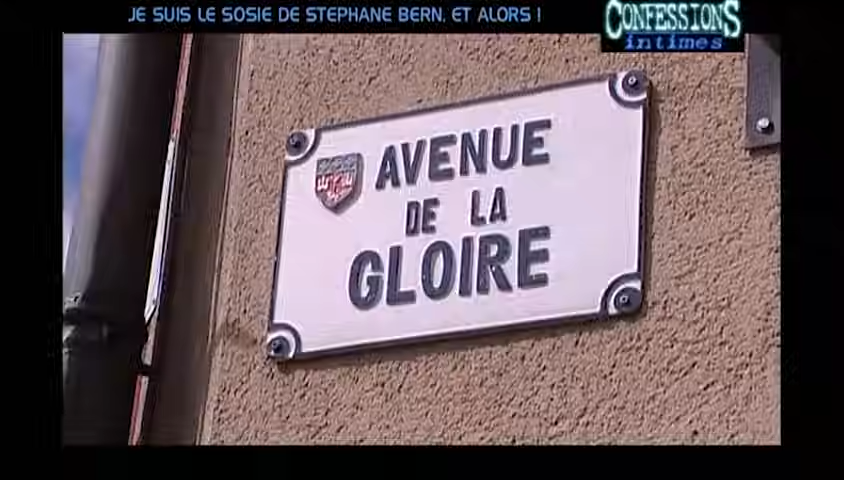 JE SUIS LE SOSIE DE STEPHANE BERN, ET ALORS !
CONFESSIONS
intimes
AVENUE
DE LA
GLOIRE